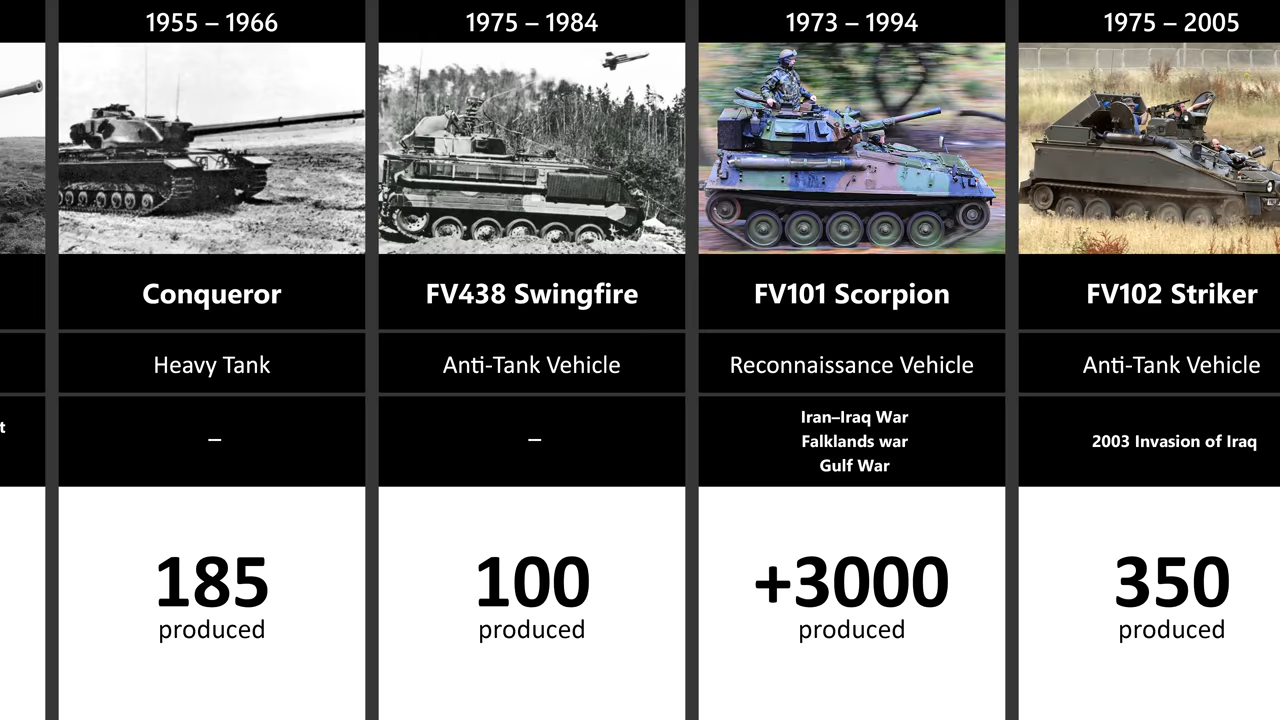 1955 – 1966
Conqueror
Heavy Tank
–
185
produced
1975 – 1984
FV438 Swingfire
Anti-Tank Vehicle
–
100
produced
1973 – 1994
FV101 Scorpion
Reconnaissance Vehicle
Iran–Iraq War
Falklands war
Gulf War
+3000
produced
1975 – 2005
FV102 Striker
Anti-Tank Vehicle
2003 Invasion of Iraq
350
produced